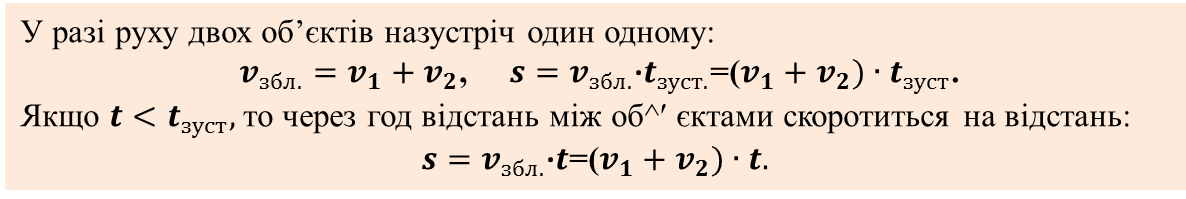 У разі руху двох об’єктів назустріч один одному:
𝒗збл. = 𝒗𝟏 + 𝒗𝟐, 𝒔 = 𝒗збл.·𝒕зуст.=(𝒗𝟏 + 𝒗𝟐) · 𝒕зуст.
Якщо 𝒕 < 𝒕зуст, то через год відстань між об^′ єктами скоротиться на відстань:
𝒔 = 𝒗збл.·𝒕=(𝒗𝟏 + 𝒗𝟐) · 𝒕.